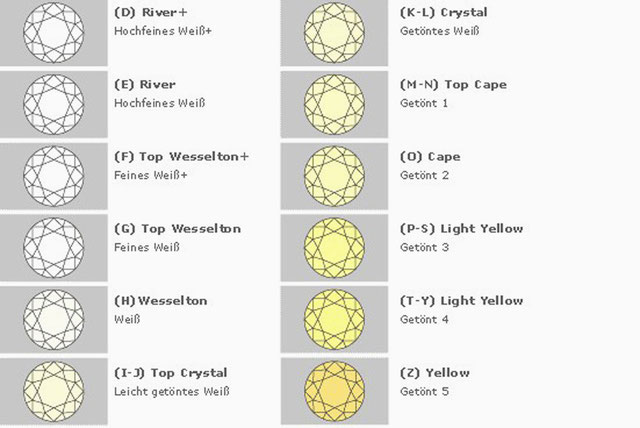 (D) River+
Hochfeines Weiß+
(E) River
Hochfeines Weiß
(F) Top Wesselton+
Feines Weiß+
(G) Top Wesselton
Feines Weiß
(H)Wesselton
Weiß
(I-J) Top Crystal
Leicht getöntes Weiß
(K-L) Crystal
Getöntes Weiß
(M-N) Top Cape
Getönt 1
(O) Cape
Getönt 2
(P-S) Light Yellow
Getönt 3
(T-Y) Light Yellow
Getönt 4
(Z) Yellow
Getönt 5